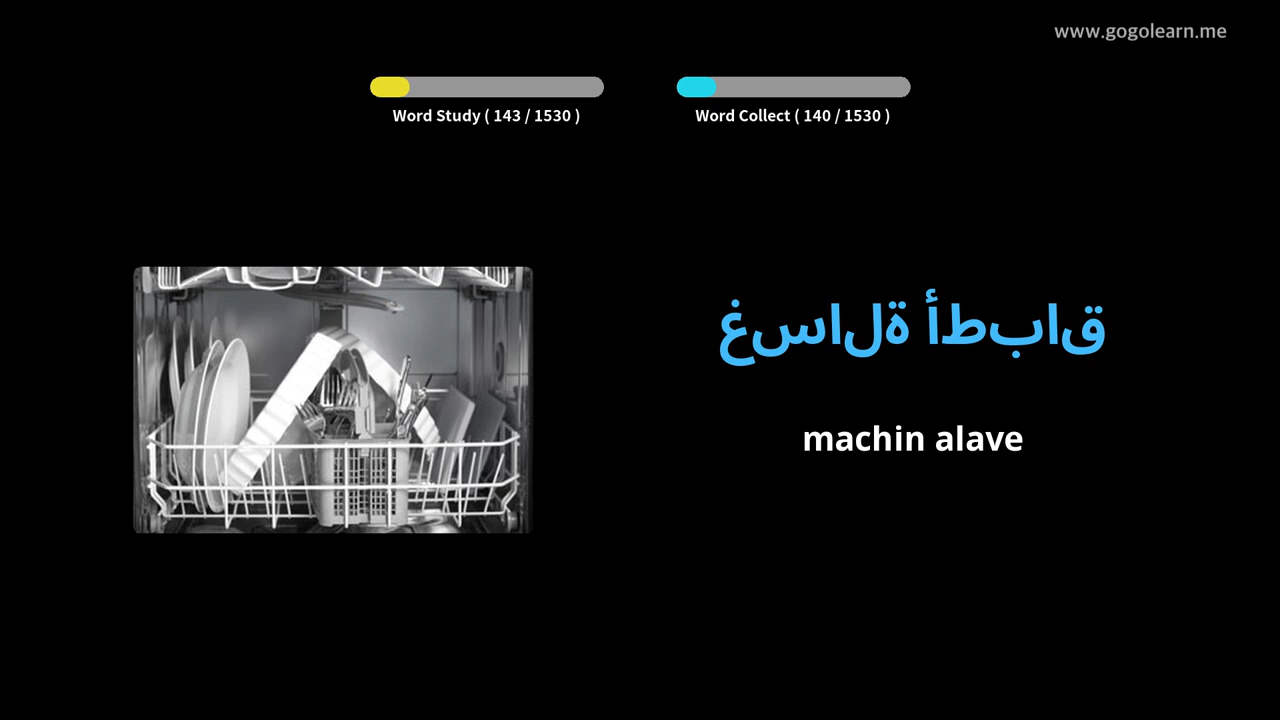 www.gogolearn.me
Word Study ( 143 / 1530 )
Word Collect ( 140 / 1530 )
غسالة أطباق
machin alave